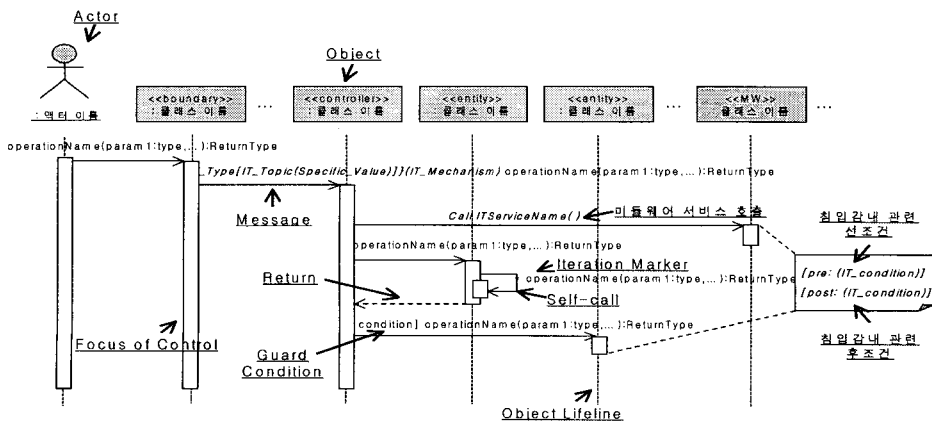 Actor
Object
<<boundary>>
: 클래스 이름
...
<<controller>>
: 클래스 이름
<<entity>>
: 클래스 이름
<<entity>>
: 클래스 이름
...
<<MW>>
: 클래스 이름
...
: 액터 이름
operationName(param1:type,...):ReturnType
_Type[IT_Topic(Specific_Value)]}(IT_Mechanism) operationName(param1:type,...):ReturnType
Message
Call ITServiceName()
미들웨어 서비스 호출
침입감내 관련
선조건
operationName(param1:type,...):ReturnType
Iteration Marker
operationName(param1:type,...):ReturnType
Return
Self-call
[pre: (IT_condition)]
[post: (IT_condition)]
condition] operationName(param1:type,...):ReturnType
Focus of Control
Guard
Condition
침입감내 관련
후조건
Object Lifeline